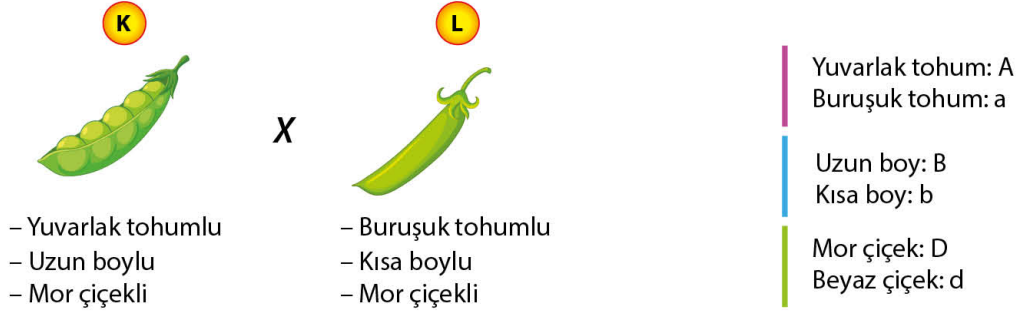 K
L
X
– Yuvarlak tohumlu
– Uzun boylu
– Mor çiçekli
– Buruşuk tohumlu
– Kısa boylu
– Mor çiçekli
Yuvarlak tohum: A
Buruşuk tohum: a
Uzun boy: B
Kısa boy: b
Mor çiçek: D
Beyaz çiçek: d